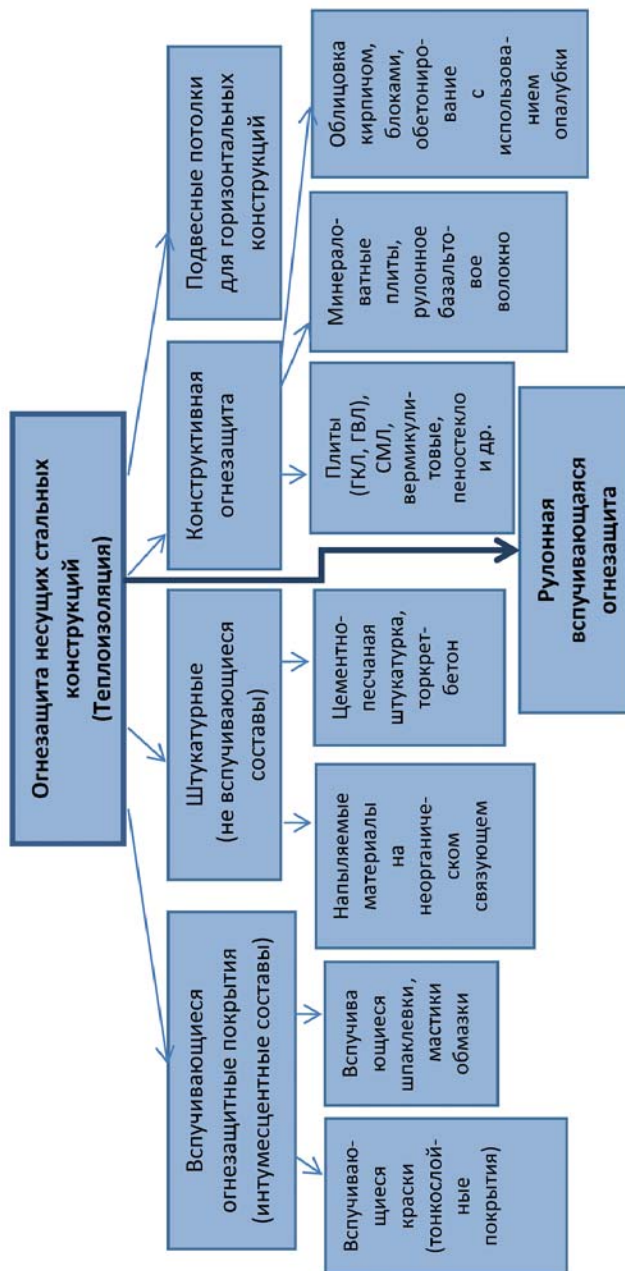 Огнезащита несущих стальных
конструкций
(Теплоизоляция)
Вспучивающиеся
огнезащитные покрытия
(интумесцентные составы)
Штукатурные
(не вспучивающиеся
составы)
Конструктивная
огнезащита
Подвесные потолки
для горизонтальных
конструкций
Вспучиваю-
щиеся
краски
(тонкослой-
ные
покрытия)
Вспучива
ющиеся
шпаклевки,
мастики
обмазки
Напыляемые
материалы
на
неорганиче-
ском
связующем
Цементно-
песчаная
штукатурка,
торкрет-
бетон
Плиты
(ГКЛ, ГВЛ),
СМЛ,
вермикули-
товые,
пеностекло
и др.
Минерало-
ватные
плиты,
рулонное
базальто-
вое
волокно
Облицовка
кирпичом,
блоками,
обетониро-
вание
с
использова-
нием
опалубки
Рулонная
вспучивающаяся
огнезащита